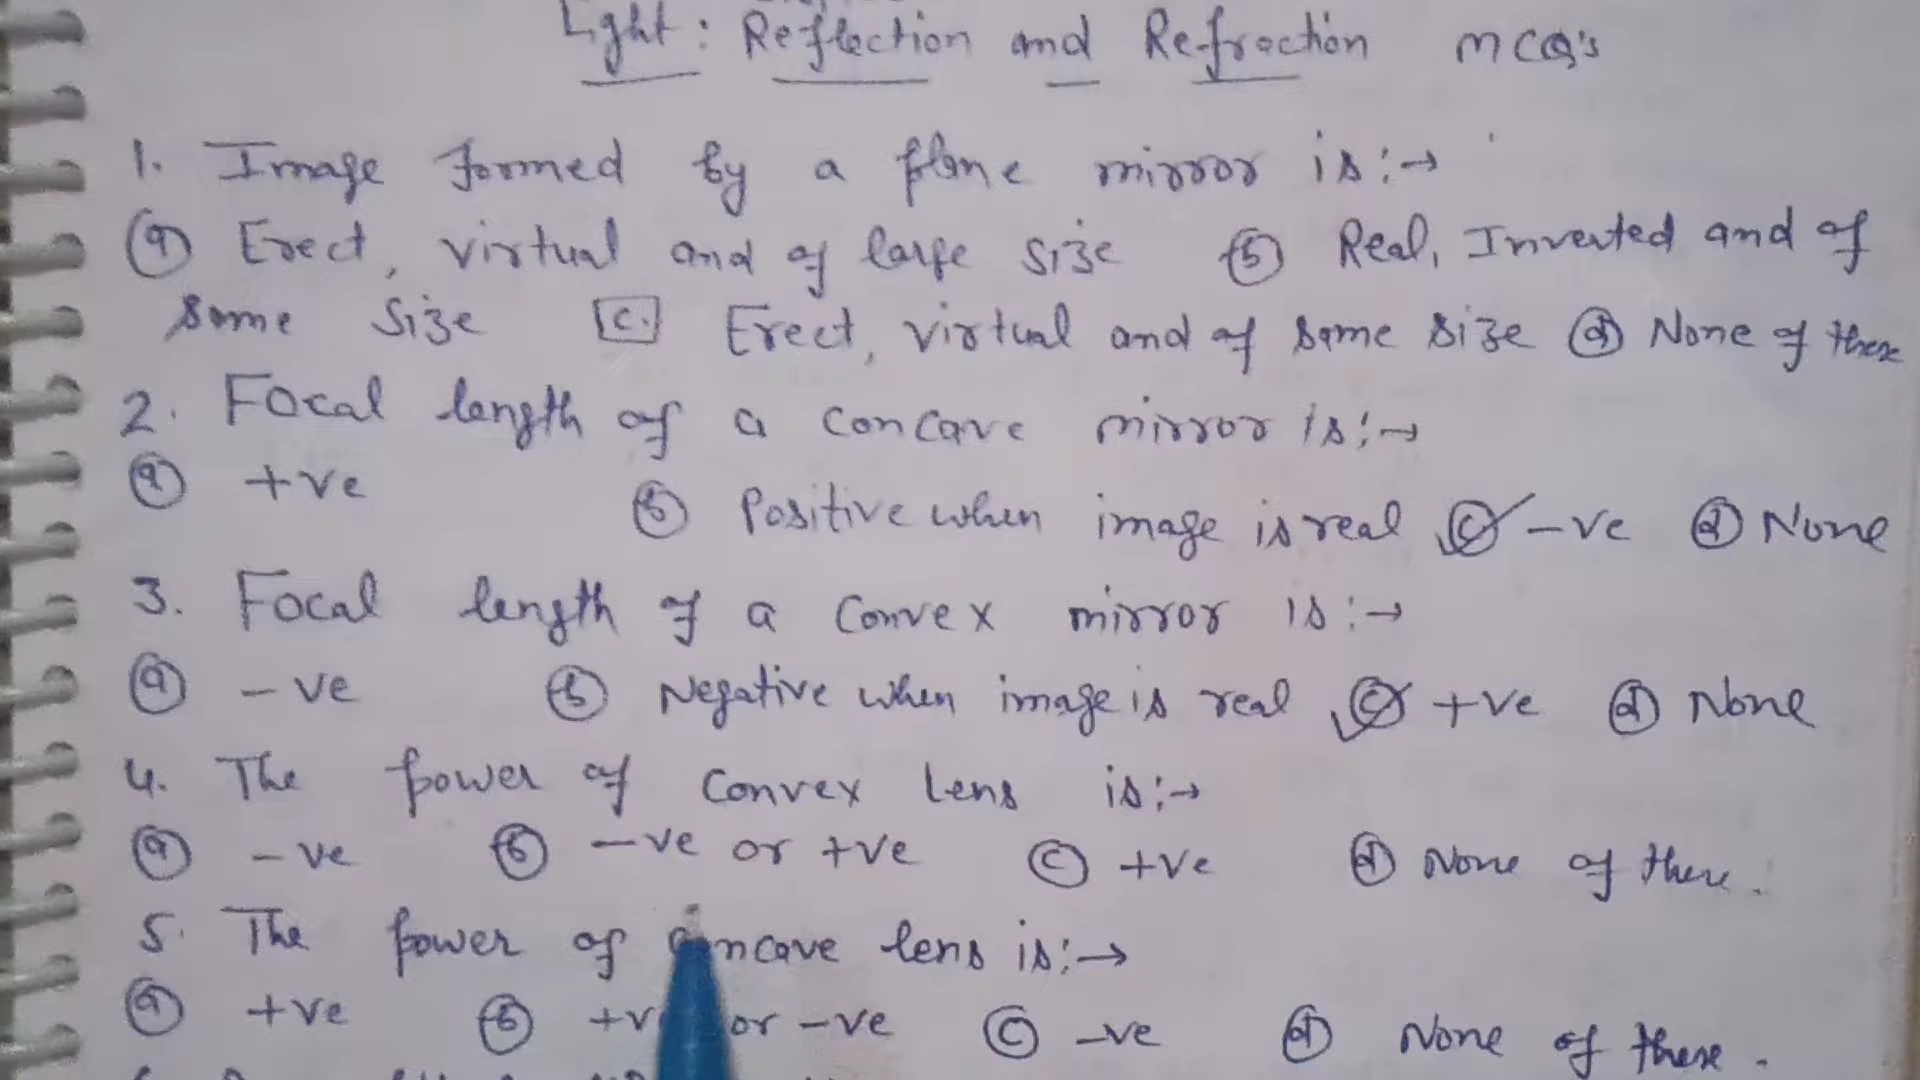 Light: Reflection and Refraction MCQ's
1. Image formed by a plane mirror is:→
(a) Erect, virtual and of large size (b) Real, Inverted and of
same size [C.] Erect, virtual and of same size (d) None of these
2. Focal length of a concave mirror is:→
(a) +ve (b) Positive when image is real (c) -ve (d) None
3. Focal length of a convex mirror is:→
(a) -ve (b) Negative when image is real (c) +ve (d) None
4. The power of convex lens is:→
(a) -ve (b) -ve or +ve (c) +ve (d) None of these.
5. The power of concave lens is:→
(a) +ve (b) +ve or -ve (c) -ve (d) None of these.